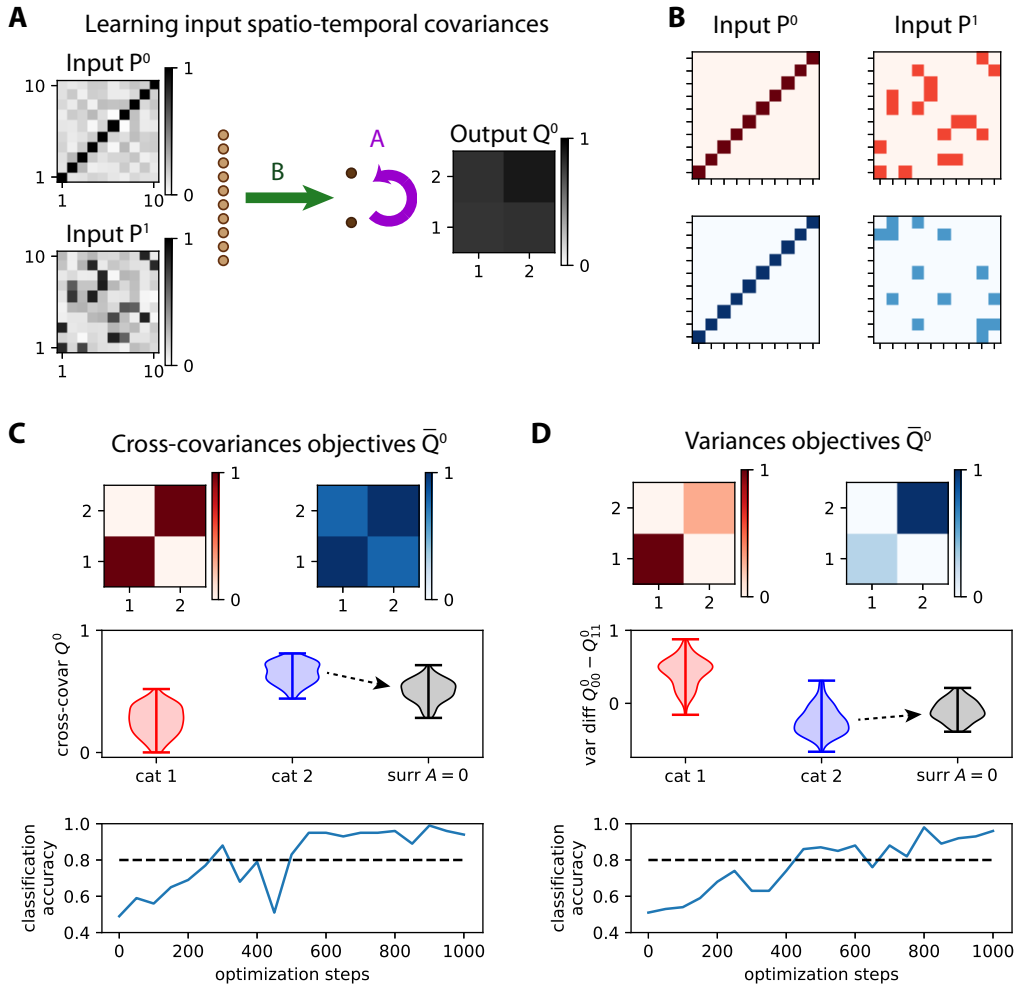 A
Learning input spatio-temporal covariances
Input P⁰
10
1
1
10
1
0
Input P¹
10
1
1
10
1
0
B
A
Output Q⁰
2
1
1
2
1
0
B
Input P⁰
Input P¹
C
Cross-covariances objectives Q̅⁰
2
1
1
2
1
0
2
1
1
2
1
0
cross-covar Q⁰
1
0
cat 1
cat 2
surr A = 0
classification
accuracy
1.0
0.8
0.6
0.4
0
200
400
600
800
1000
optimization steps
D
Variances objectives Q̅⁰
2
1
1
2
1
0
2
1
1
2
1
0
var diff Q⁰₀₀ − Q⁰₁₁
1
0
cat 1
cat 2
surr A = 0
classification
accuracy
1.0
0.8
0.6
0.4
0
200
400
600
800
1000
optimization steps